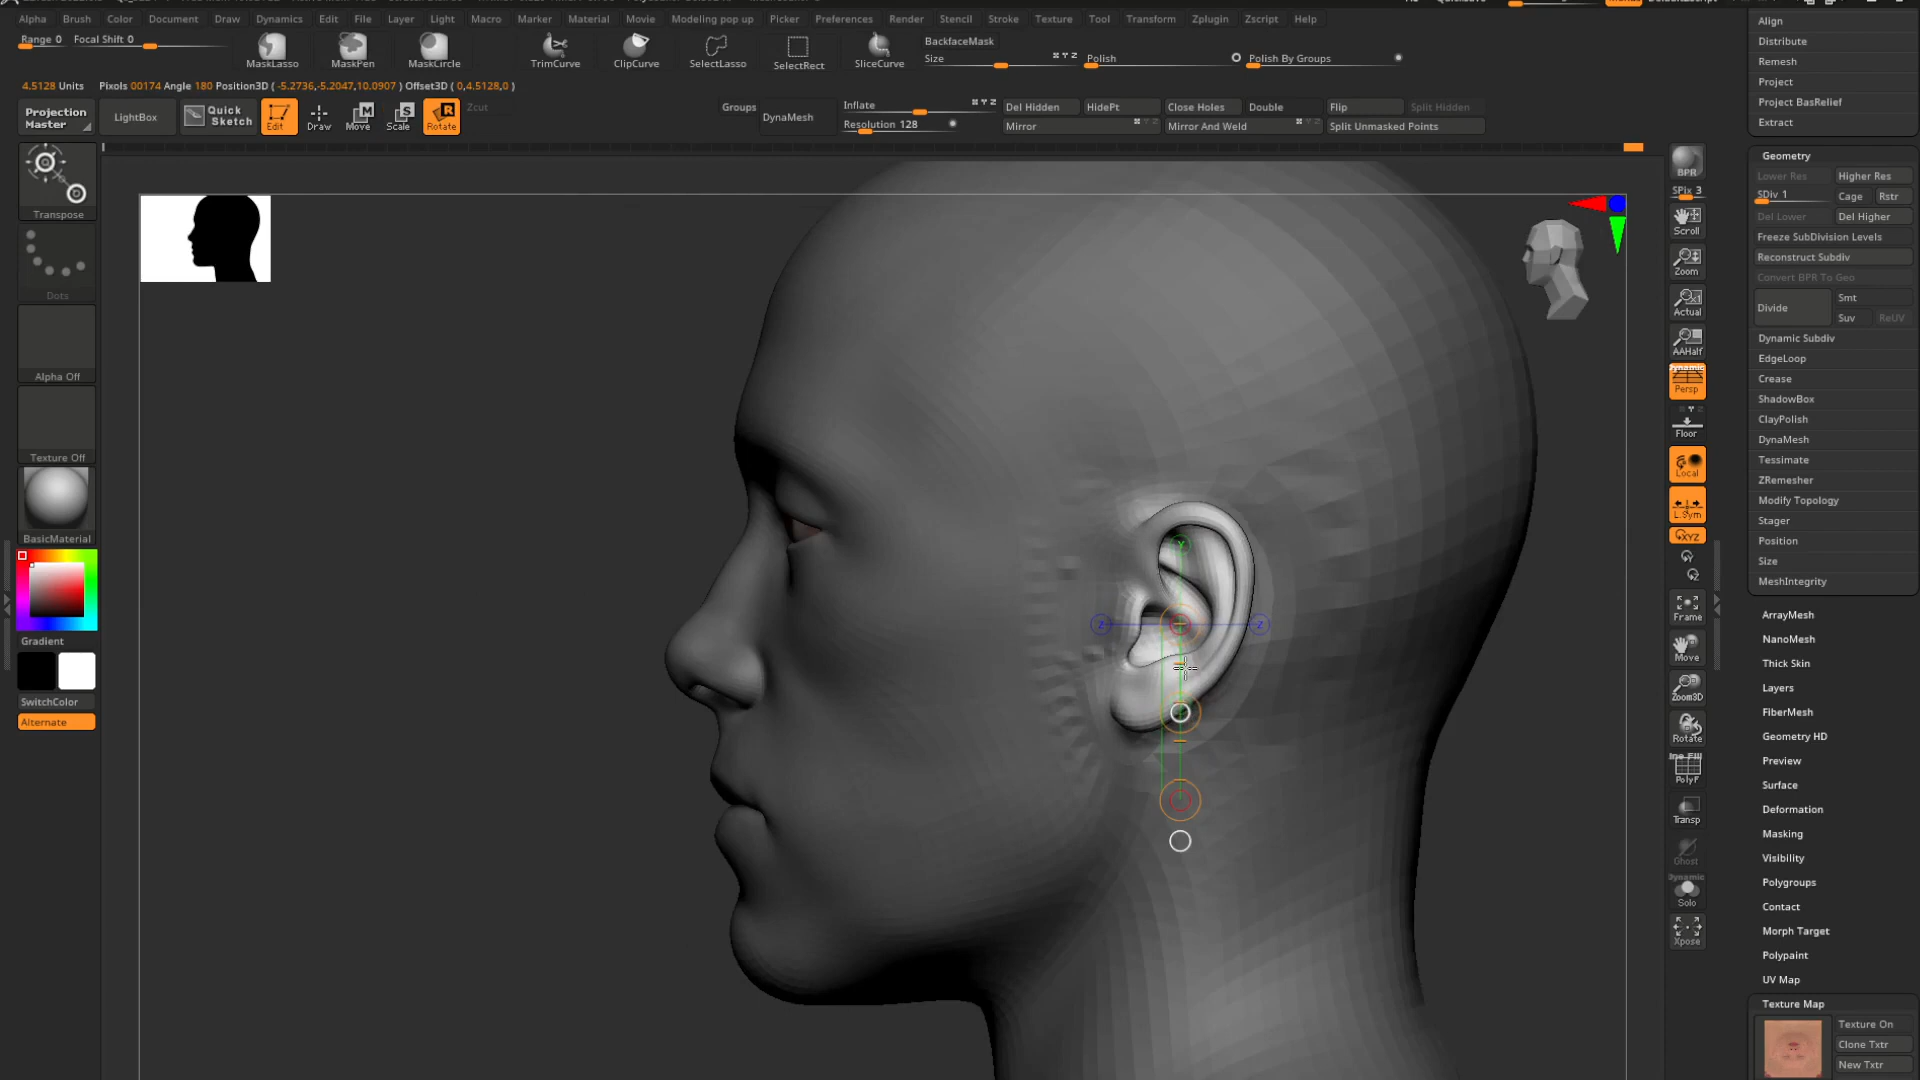 Alpha Brush Color Document Draw Dynamics Edit File Layer Light Macro Marker Material Movie Modeling pop up Picker Preferences Render Stencil Stroke Texture Tool Transform Zplugin Zscript Help
Range 0 Focal Shift 0
MaskLasso MaskPen MaskCircle TrimCurve ClipCurve SelectLasso SelectRect SliceCurve
BackfaceMask
Size Polish Polish By Groups
4.5128 Units Pixols 00174 Angle 180 Position3D ( -5.2736,-5.2047,10.0907 ) Offset3D ( 0,4.5128,0 )
Projection Master
LightBox
Quick Sketch
Edit
Draw
Move
Scale
Rotate
Zcut
Groups
DynaMesh
Inflate
Resolution 128
Del Hidden HidePt Close Holes Double Flip Split Hidden
Mirror Mirror And Weld Split Unmasked Points
Transpose
Dots
Alpha Off
Texture Off
BasicMaterial
Gradient
SwitchColor
Alternate
Y
Z Z
BPR
SPix 3
Scroll
Zoom
Actual
AAHalf
Dynamic
Persp
Floor
Local
L.Sym
XYZ
Frame
Move
Zoom3D
Rotate
PolyF
Transp
Ghost
Dynamic
Solo
Xpose
Align
Distribute
Remesh
Project
Project BasRelief
Extract
Geometry
Lower Res Higher Res
SDiv 1 Cage Rstr
Del Lower Del Higher
Freeze SubDivision Levels
Reconstruct Subdiv
Convert BPR To Geo
Divide Smt
Suv ReUV
Dynamic Subdiv
EdgeLoop
Crease
ShadowBox
ClayPolish
DynaMesh
Tessimate
ZRemesher
Modify Topology
Stager
Position
Size
MeshIntegrity
ArrayMesh
NanoMesh
Thick Skin
Layers
FiberMesh
Geometry HD
Preview
Surface
Deformation
Masking
Visibility
Polygroups
Contact
Morph Target
Polypaint
UV Map
Texture Map
Texture On
Clone Txtr
New Txtr